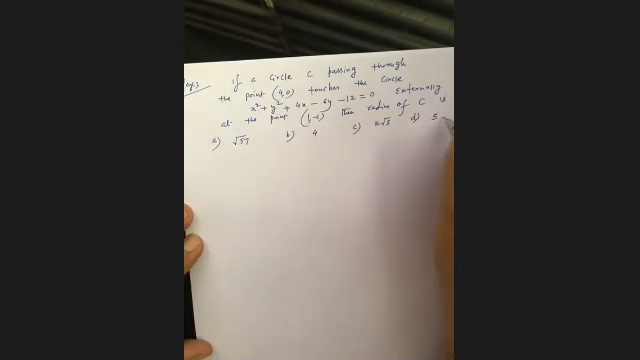 If a Circle C passing through
the point (4,0) touches the Circle
x² + y² + 4x - 6y - 12 = 0 Externally
at the point (1,-1) Then radius of C is
a) √57 b) 4 c) 2√5 d) 5